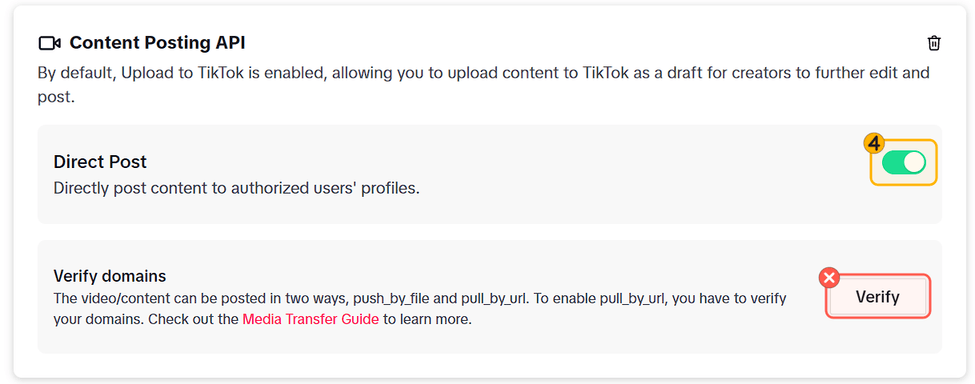 Content Posting API
By default, Upload to TikTok is enabled, allowing you to upload content to TikTok as a draft for creators to further edit and
post.
4
Direct Post
Directly post content to authorized users' profiles.
Verify domains
The video/content can be posted in two ways, push_by_file and pull_by_url. To enable pull_by_url, you have to verify
your domains. Check out the Media Transfer Guide to learn more.
Verify